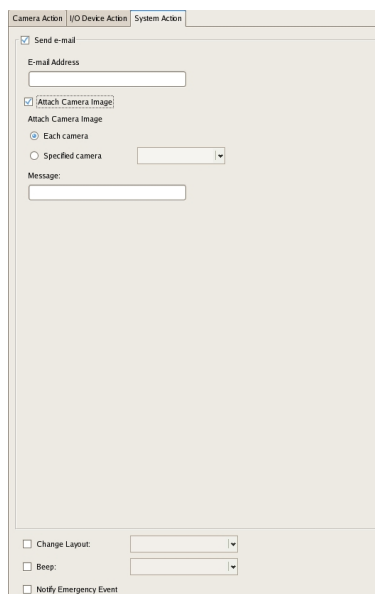 Camera Action I/O Device Action System Action
Send e-mail
E-mail Address
Attach Camera Image
Attach Camera Image
Each camera
Specified camera
Message:
Change Layout:
Beep:
Notify Emergency Event